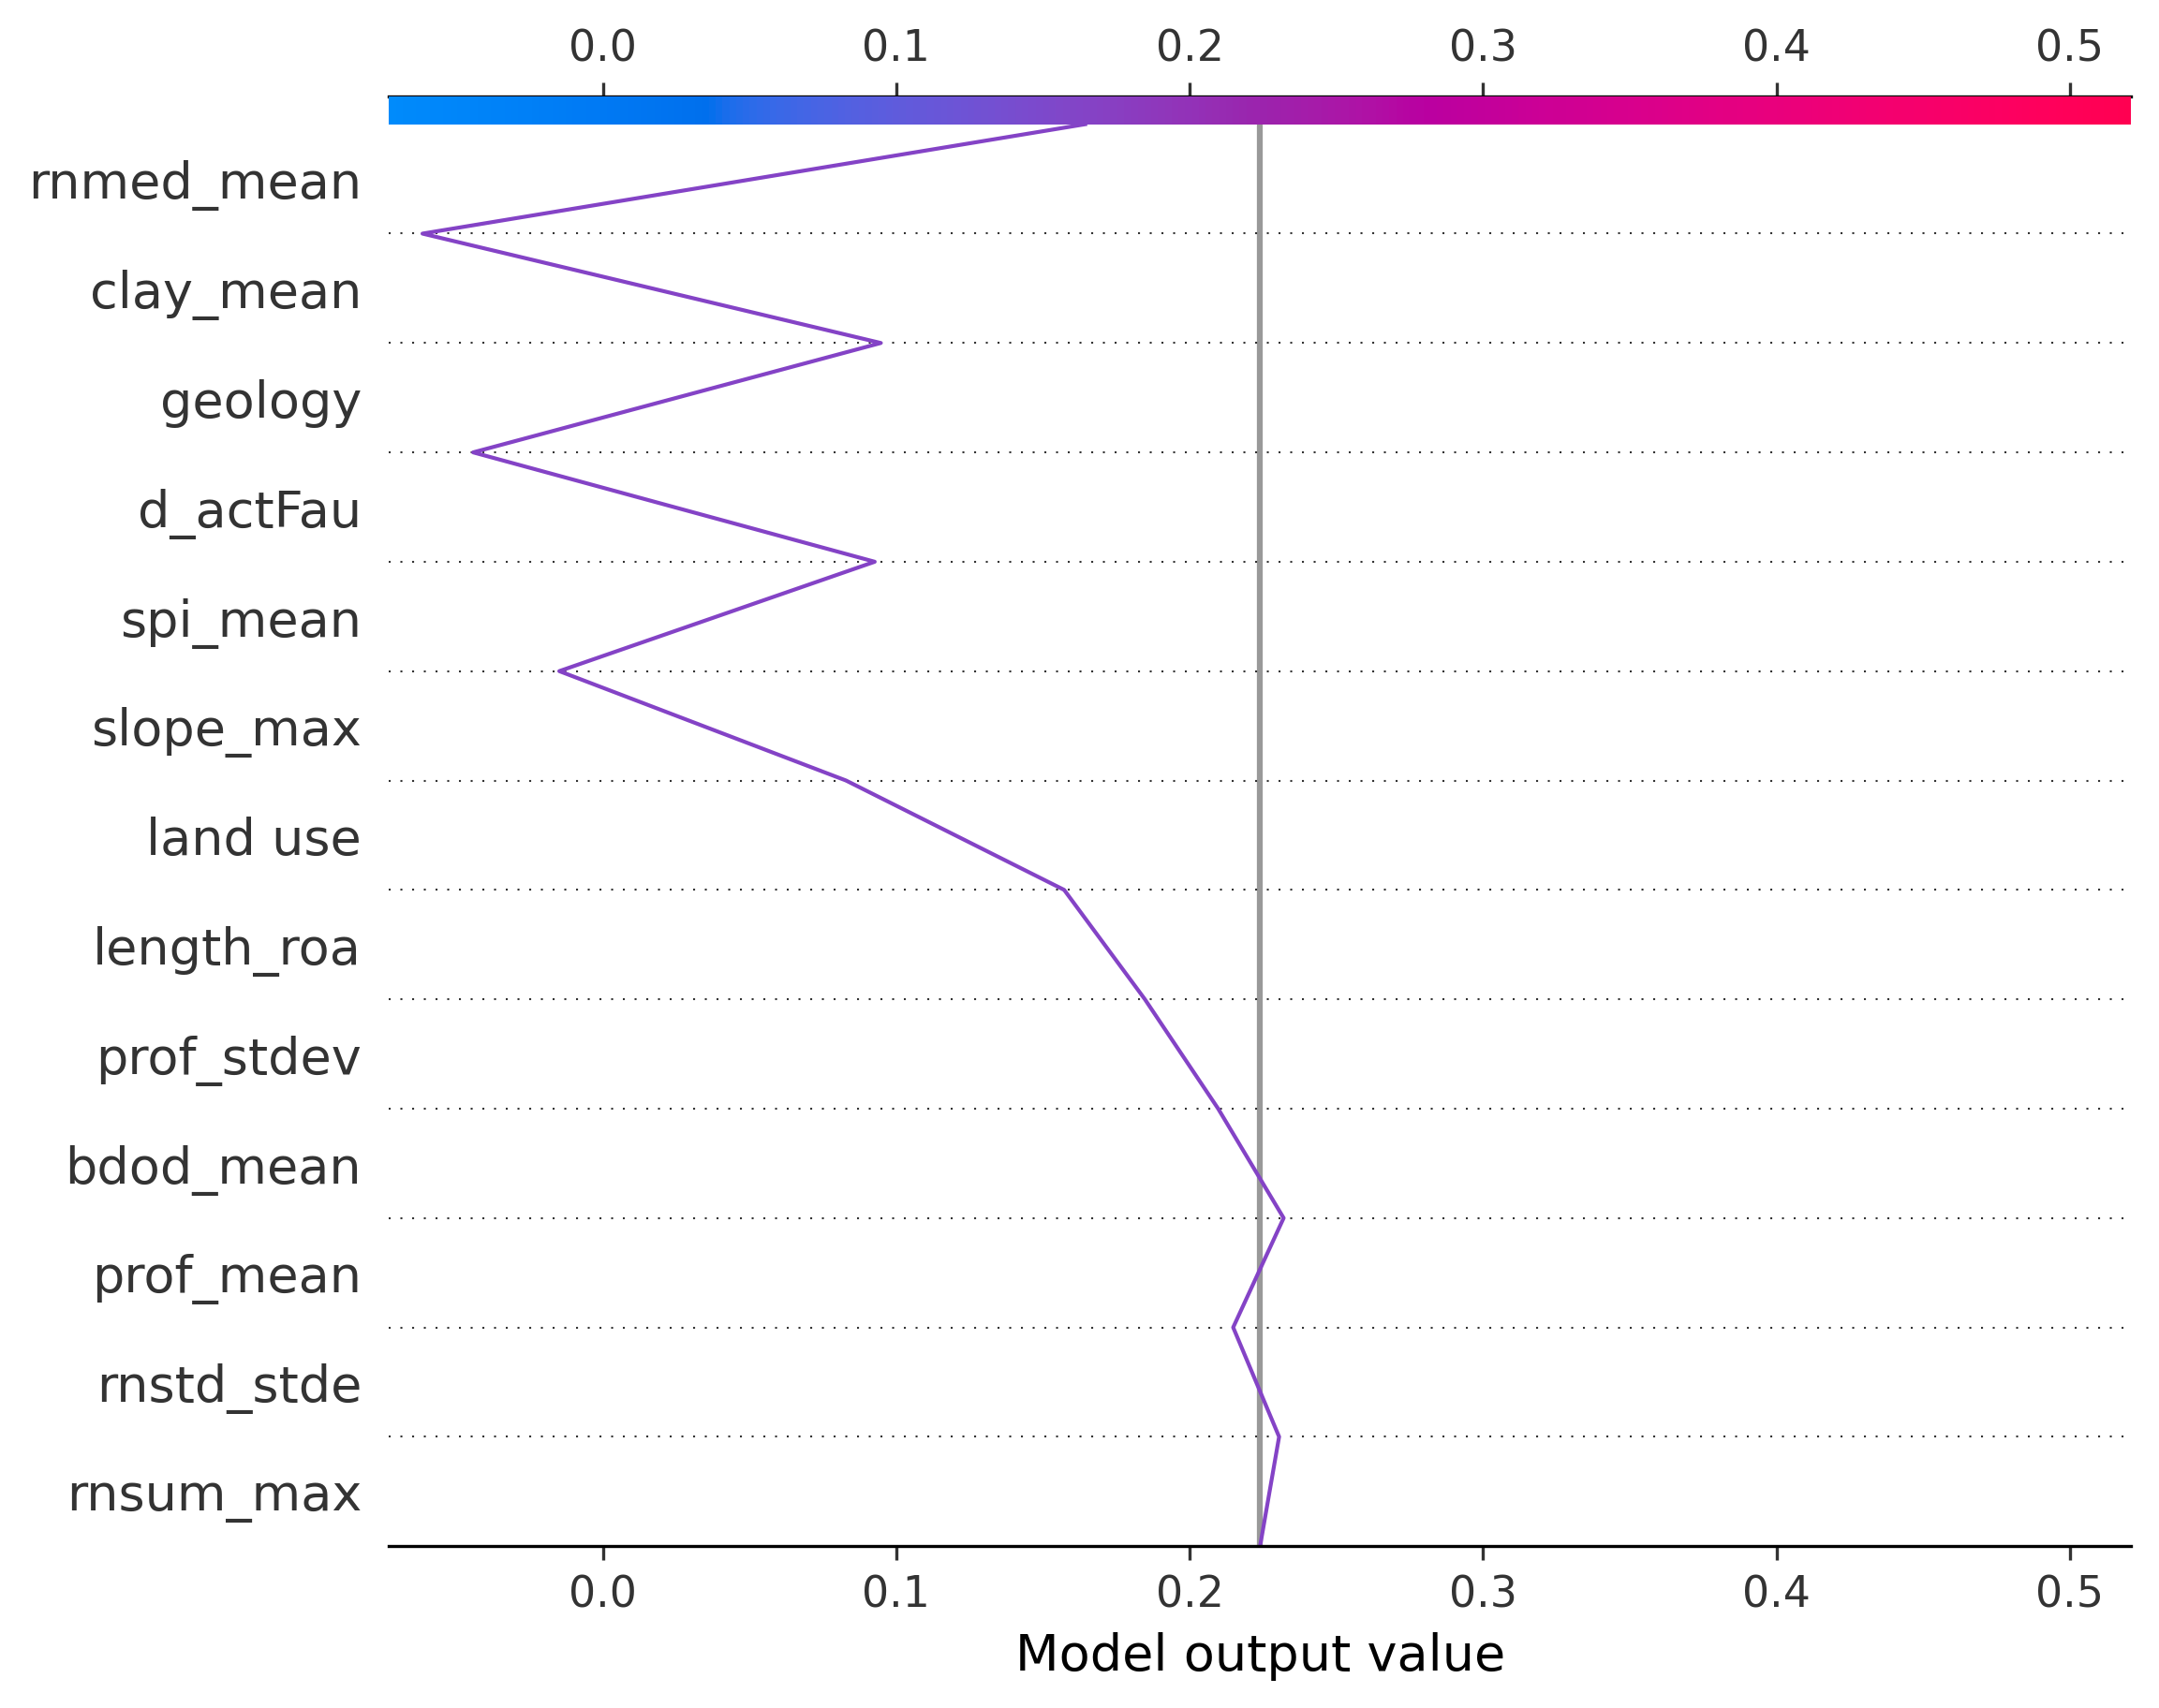 0.0 0.1 0.2 0.3 0.4 0.5
rnmed_mean
clay_mean
geology
d_actFau
spi_mean
slope_max
land use
length_roa
prof_stdev
bdod_mean
prof_mean
rnstd_stde
rnsum_max
0.0 0.1 0.2 0.3 0.4 0.5
Model output value